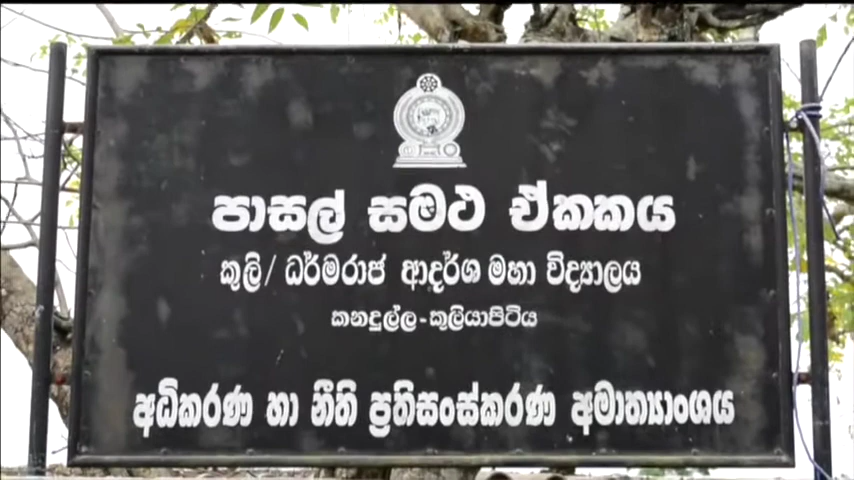 පාසල් සමථ ඒකකය
කුලි/ ධර්මරාජ් ආදර්ශ මහා විද්‍යාලය
කනදුල්ල-කුලියාපිටිය
අධිකරණ හා නීති ප්‍රතිසංස්කරණ අමාත්‍යාංශය